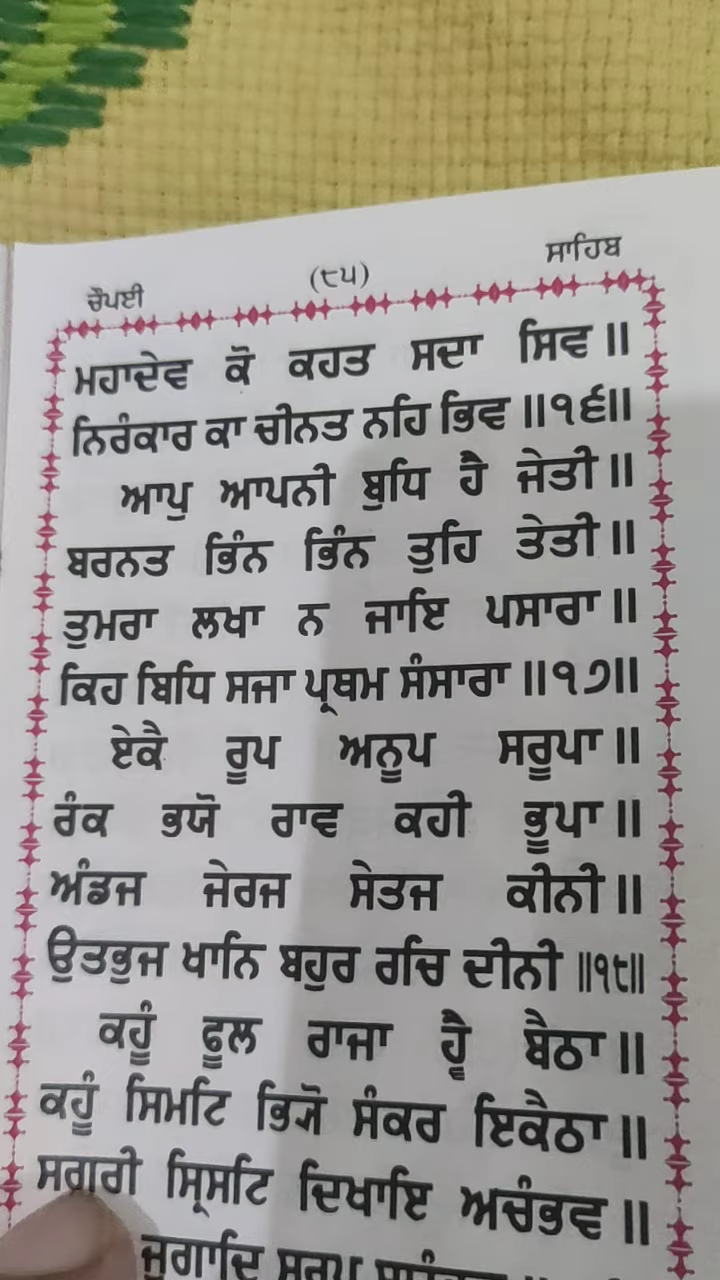 ਚੌਪਈ (੮੫) ਸਾਹਿਬ
ਮਹਾਦੇਵ ਕੋ ਕਹਤ ਸਦਾ ਸਿਵ ॥
ਨਿਰੰਕਾਰ ਕਾ ਚੀਨਤ ਨਹਿ ਭਿਵ ॥੧੬॥
ਆਪੁ ਆਪਨੀ ਬੁਧਿ ਹੈ ਜੇਤੀ ॥
ਬਰਨਤ ਭਿੰਨ ਭਿੰਨ ਤੁਹਿ ਤੇਤੀ ॥
ਤੁਮਰਾ ਲਖਾ ਨ ਜਾਇ ਪਸਾਰਾ ॥
ਕਿਹ ਬਿਧਿ ਸਜਾ ਪ੍ਰਥਮ ਸੰਸਾਰਾ ॥੧੭॥
ਏਕੈ ਰੂਪ ਅਨੂਪ ਸਰੂਪਾ ॥
ਰੰਕ ਭਯੋ ਰਾਵ ਕਹੀ ਭੂਪਾ ॥
ਅੰਡਜ ਜੇਰਜ ਸੇਤਜ ਕੀਨੀ ॥
ਉਤਭੁਜ ਖਾਨਿ ਬਹੁਰ ਰਚਿ ਦੀਨੀ ॥੧੮॥
ਕਹੂੰ ਫੂਲ ਰਾਜਾ ਹ੍ਵੈ ਬੈਠਾ ॥
ਕਹੂੰ ਸਿਮਟਿ ਭਿਯੋ ਸੰਕਰ ਇਕੈਠਾ ॥
ਸਗਰੀ ਸ੍ਰਿਸਟਿ ਦਿਖਾਇ ਅਚੰਭਵ ॥
ਜੁਗਾਦਿ ਸਰੂਪ